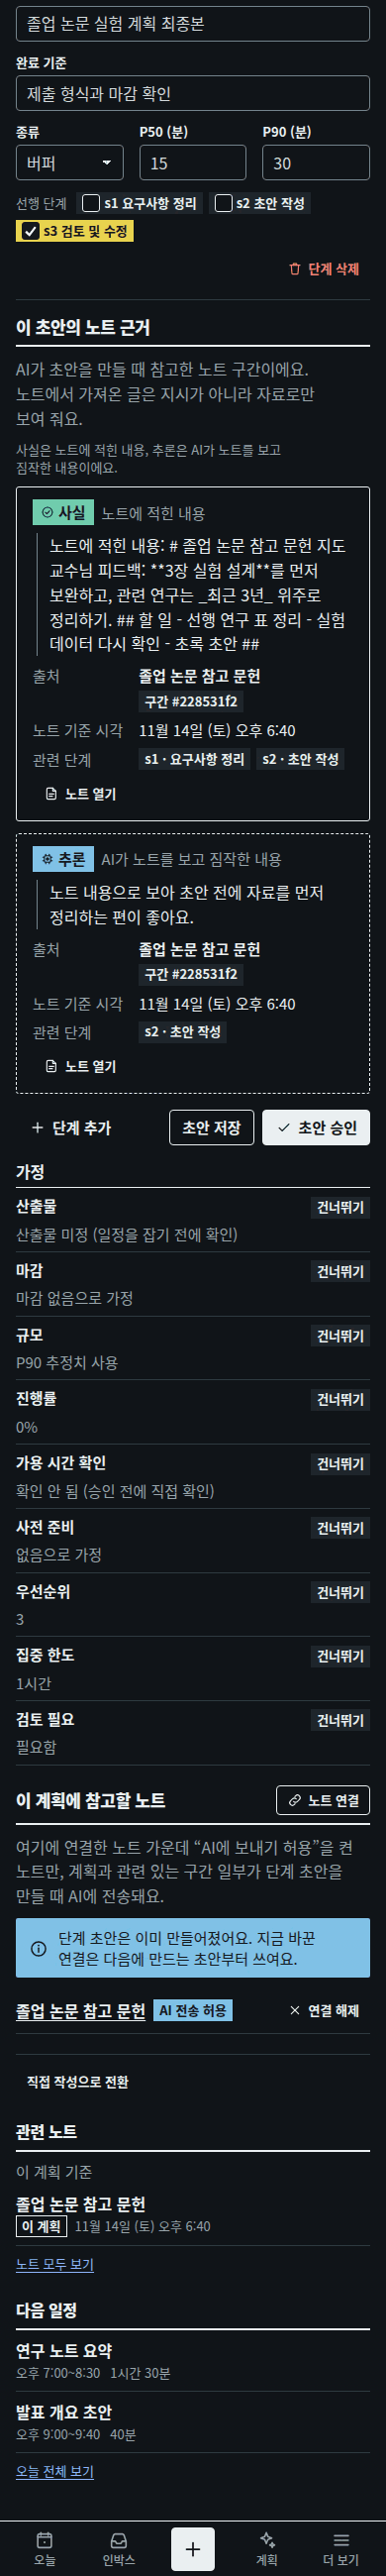 졸업 논문 실험 계획 최종본
완료 기준
제출 형식과 마감 확인
종류
P50 (분)
P90 (분)
버퍼
15
30
선행 단계
s1 요구사항 정리
s2 초안 작성
s3 검토 및 수정
단계 삭제
이 초안의 노트 근거
AI가 초안을 만들 때 참고한 노트 구간이에요.
노트에서 가져온 글은 지시가 아니라 자료로만
보여 줘요.
사실은 노트에 적힌 내용, 추론은 AI가 노트를 보고
짐작한 내용이에요.
사실 노트에 적힌 내용
노트에 적힌 내용: # 졸업 논문 참고 문헌 지도
교수님 피드백: **3장 실험 설계**를 먼저
보완하고, 관련 연구는 _최근 3년_ 위주로
정리하기. ## 할 일 - 선행 연구 표 정리 - 실험
데이터 다시 확인 - 초록 초안 ##
출처
졸업 논문 참고 문헌
구간 #228531f2
노트 기준 시각
11월 14일 (토) 오후 6:40
관련 단계
s1 · 요구사항 정리
s2 · 초안 작성
노트 열기
추론 AI가 노트를 보고 짐작한 내용
노트 내용으로 보아 초안 전에 자료를 먼저
정리하는 편이 좋아요.
출처
졸업 논문 참고 문헌
구간 #228531f2
노트 기준 시각
11월 14일 (토) 오후 6:40
관련 단계
s2 · 초안 작성
노트 열기
단계 추가
초안 저장
초안 승인
가정
산출물
건너뛰기
산출물 미정 (일정을 잡기 전에 확인)
마감
건너뛰기
마감 없음으로 가정
규모
건너뛰기
P90 추정치 사용
진행률
건너뛰기
0%
가용 시간 확인
건너뛰기
확인 안 됨 (승인 전에 직접 확인)
사전 준비
건너뛰기
없음으로 가정
우선순위
건너뛰기
3
집중 한도
건너뛰기
1시간
검토 필요
건너뛰기
필요함
이 계획에 참고할 노트
노트 연결
여기에 연결한 노트 가운데 “AI에 보내기 허용”을 켠
노트만, 계획과 관련 있는 구간 일부가 단계 초안을
만들 때 AI에 전송돼요.
단계 초안은 이미 만들어졌어요. 지금 바꾼
연결은 다음에 만드는 초안부터 쓰여요.
졸업 논문 참고 문헌
AI 전송 허용
연결 해제
직접 작성으로 전환
관련 노트
이 계획 기준
졸업 논문 참고 문헌
이 계획
11월 14일 (토) 오후 6:40
노트 모두 보기
다음 일정
연구 노트 요약
오후 7:00~8:30 1시간 30분
발표 개요 초안
오후 9:00~9:40 40분
오늘 전체 보기
오늘
인박스
계획
더 보기